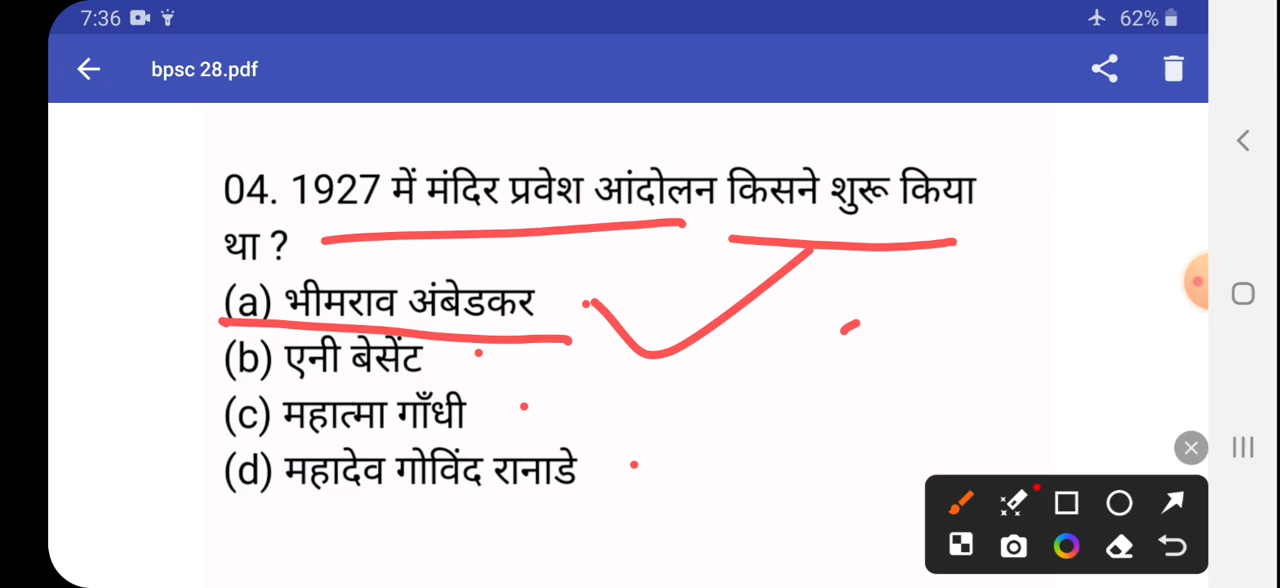 7:36 62%
bpsc 28.pdf
04. 1927 में मंदिर प्रवेश आंदोलन किसने शुरू किया
था ?
(a) भीमराव अंबेडकर
(b) एनी बेसेंट
(c) महात्मा गाँधी
(d) महादेव गोविंद रानाडे